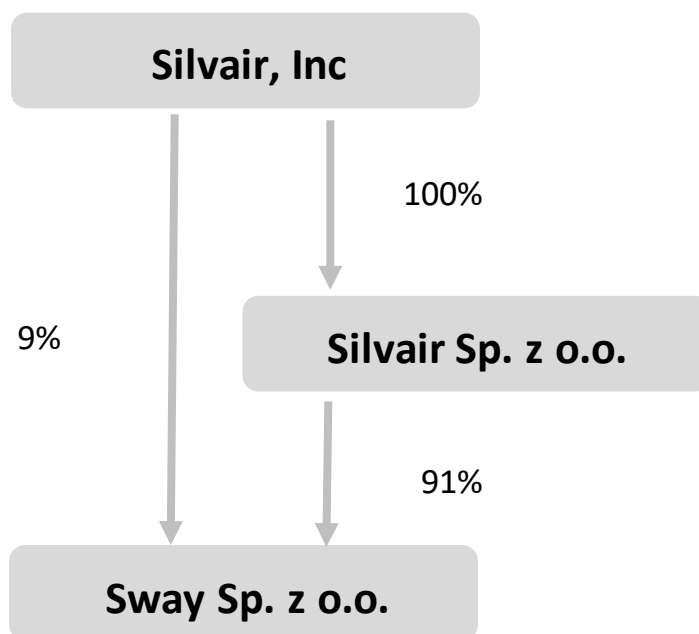 Silvair, Inc
100%
9%
Silvair Sp. z o.o.
91%
Sway Sp. z o.o.